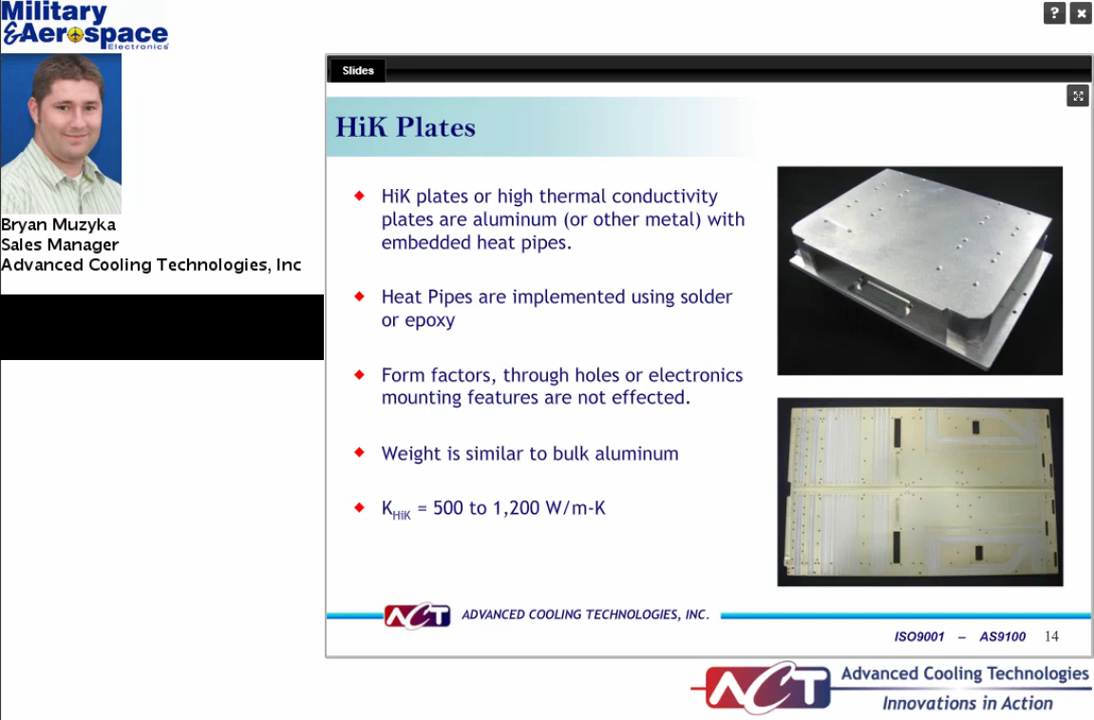 Military
&Aerospace
Electronics
? ×
Bryan Muzyka
Sales Manager
Advanced Cooling Technologies, Inc
Slides
HiK Plates
HiK plates or high thermal conductivity
plates are aluminum (or other metal) with
embedded heat pipes.
Heat Pipes are implemented using solder
or epoxy
Form factors, through holes or electronics
mounting features are not effected.
Weight is similar to bulk aluminum
KHiK = 500 to 1,200 W/m-K
ACT ADVANCED COOLING TECHNOLOGIES, INC.
ISO9001 – AS9100 14
ACT Advanced Cooling Technologies
Innovations in Action